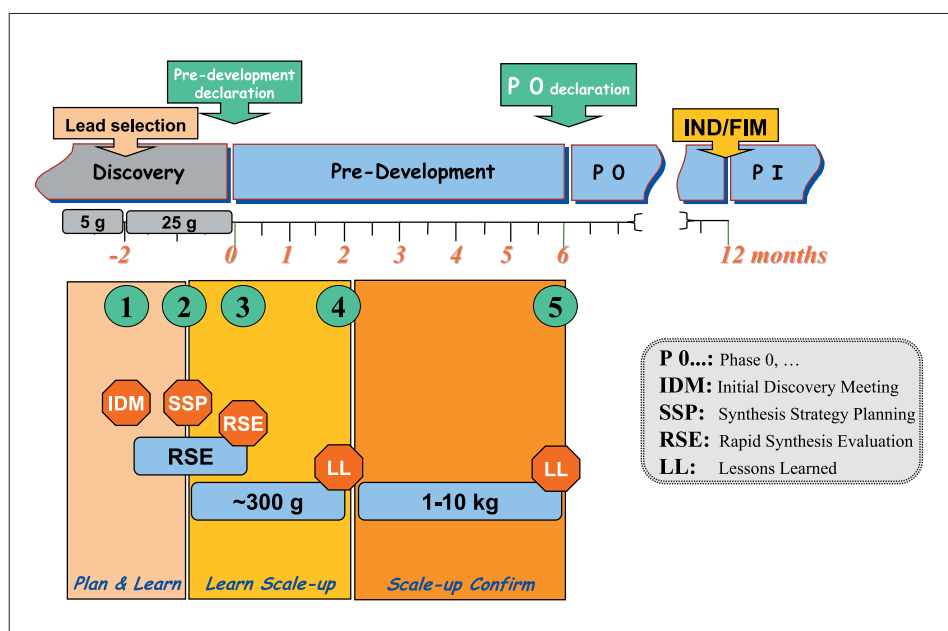 Pre-development
declaration
P O declaration
Lead selection
IND/FIM
Discovery
Pre-Development
P O
P I
5 g
25 g
-2
0
1
2
3
4
5
6
12 months
1
2
3
4
5
IDM
SSP
RSE
RSE
LL
LL
~300 g
1-10 kg
Plan & Learn
Learn Scale-up
Scale-up Confirm
P 0...: Phase 0, ...
IDM: Initial Discovery Meeting
SSP: Synthesis Strategy Planning
RSE: Rapid Synthesis Evaluation
LL: Lessons Learned